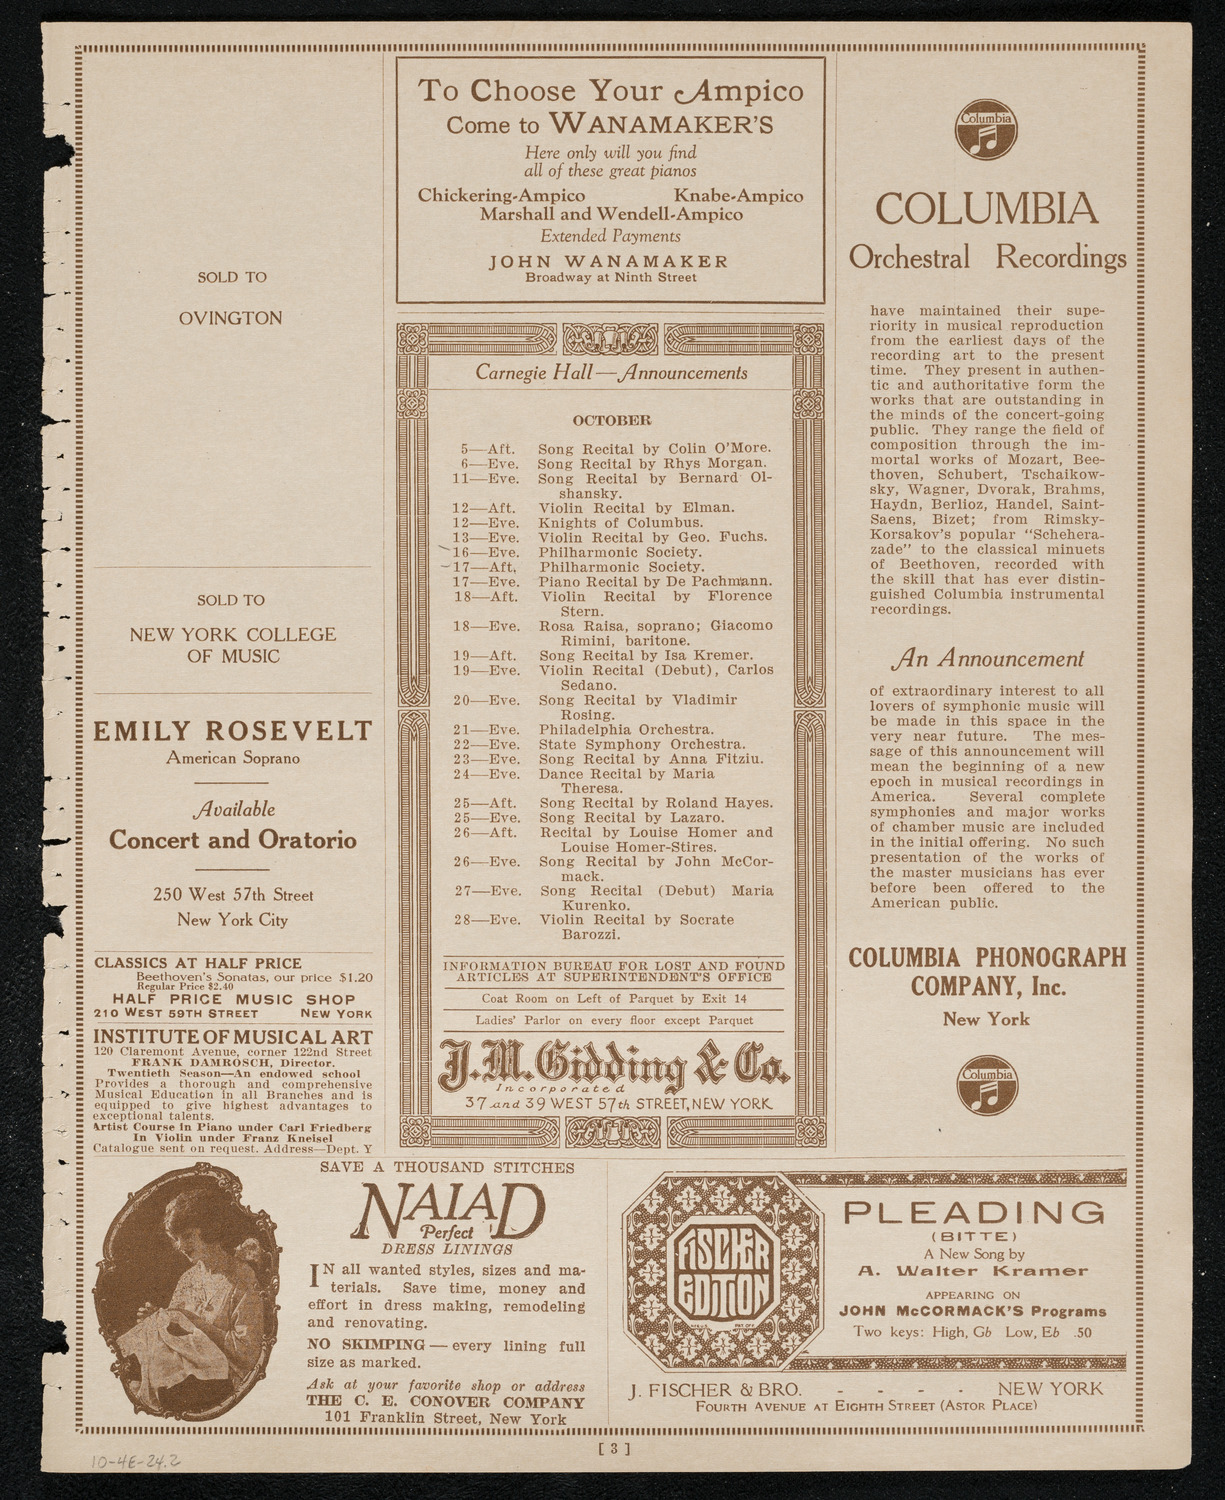 SOLD TO
OVINGTON
SOLD TO
NEW YORK COLLEGE
OF MUSIC
EMILY ROSEVELT
American Soprano
Available
Concert and Oratorio
250 West 57th Street
New York City
CLASSICS AT HALF PRICE
Beethoven's Sonatas, our price $1.20
Regular Price $2.40
HALF PRICE MUSIC SHOP
210 WEST 59TH STREET NEW YORK
INSTITUTE OF MUSICAL ART
120 Claremont Avenue, corner 122nd Street
FRANK DAMROSCH, Director.
Twentieth Season—An endowed school
Provides a thorough and comprehensive
Musical Education in all Branches and is
equipped to give highest advantages to
exceptional talents.
Artist Course in Piano under Carl Friedberg
In Violin under Franz Kneisel
Catalogue sent on request. Address—Dept. Y
To Choose Your Ampico
Come to WANAMAKER'S
Here only will you find
all of these great pianos
Chickering-Ampico Knabe-Ampico
Marshall and Wendell-Ampico
Extended Payments
JOHN WANAMAKER
Broadway at Ninth Street
Carnegie Hall—Announcements
OCTOBER
5—Aft. Song Recital by Colin O'More.
6—Eve. Song Recital by Rhys Morgan.
11—Eve. Song Recital by Bernard Ol-
shansky.
12—Aft. Violin Recital by Elman.
12—Eve. Knights of Columbus.
13—Eve. Violin Recital by Geo. Fuchs.
16—Eve. Philharmonic Society.
17—Aft. Philharmonic Society.
17—Eve. Piano Recital by De Pachmann.
18—Aft. Violin Recital by Florence
Stern.
18—Eve. Rosa Raisa, soprano; Giacomo
Rimini, baritone.
19—Aft. Song Recital by Isa Kremer.
19—Eve. Violin Recital (Debut), Carlos
Sedano.
20—Eve. Song Recital by Vladimir
Rosing.
21—Eve. Philadelphia Orchestra.
22—Eve. State Symphony Orchestra.
23—Eve. Song Recital by Anna Fitziu.
24—Eve. Dance Recital by Maria
Theresa.
25—Aft. Song Recital by Roland Hayes.
25—Eve. Song Recital by Lazaro.
26—Aft. Recital by Louise Homer and
Louise Homer-Stires.
26—Eve. Song Recital by John McCor-
mack.
27—Eve. Song Recital (Debut) Maria
Kurenko.
28—Eve. Violin Recital by Socrate
Barozzi.
INFORMATION BUREAU FOR LOST AND FOUND
ARTICLES AT SUPERINTENDENT'S OFFICE
Coat Room on Left of Parquet by Exit 14
Ladies' Parlor on every floor except Parquet
J.M. Gidding & Co.
Incorporated
37 and 39 WEST 57th STREET, NEW YORK
Columbia
COLUMBIA
Orchestral Recordings
have maintained their supe-
riority in musical reproduction
from the earliest days of the
recording art to the present
time. They present in authen-
tic and authoritative form the
works that are outstanding in
the minds of the concert-going
public. They range the field of
composition through the im-
mortal works of Mozart, Bee-
thoven, Schubert, Tschaikow-
sky, Wagner, Dvorak, Brahms,
Haydn, Berlioz, Handel, Saint-
Saens, Bizet; from Rimsky-
Korsakov's popular "Schehera-
zade" to the classical minuets
of Beethoven, recorded with
the skill that has ever distin-
guished Columbia instrumental
recordings.
An Announcement
of extraordinary interest to all
lovers of symphonic music will
be made in this space in the
very near future. The mes-
sage of this announcement will
mean the beginning of a new
epoch in musical recordings in
America. Several complete
symphonies and major works
of chamber music are included
in the initial offering. No such
presentation of the works of
the master musicians has ever
before been offered to the
American public.
COLUMBIA PHONOGRAPH
COMPANY, Inc.
New York
Columbia
SAVE A THOUSAND STITCHES
NAIAD
Perfect
DRESS LININGS
IN all wanted styles, sizes and ma-
terials. Save time, money and
effort in dress making, remodeling
and renovating.
NO SKIMPING—every lining full
size as marked.
Ask at your favorite shop or address
THE C. E. CONOVER COMPANY
101 Franklin Street, New York
FISCHER
EDITION
PLEADING
(BITTE)
A New Song by
A. Walter Kramer
APPEARING ON
JOHN McCORMACK'S Programs
Two keys: High, Gb Low, Eb .50
J. FISCHER & BRO. - - - - NEW YORK
FOURTH AVENUE AT EIGHTH STREET (ASTOR PLACE)
[ 3 ]
10-4E-24.2